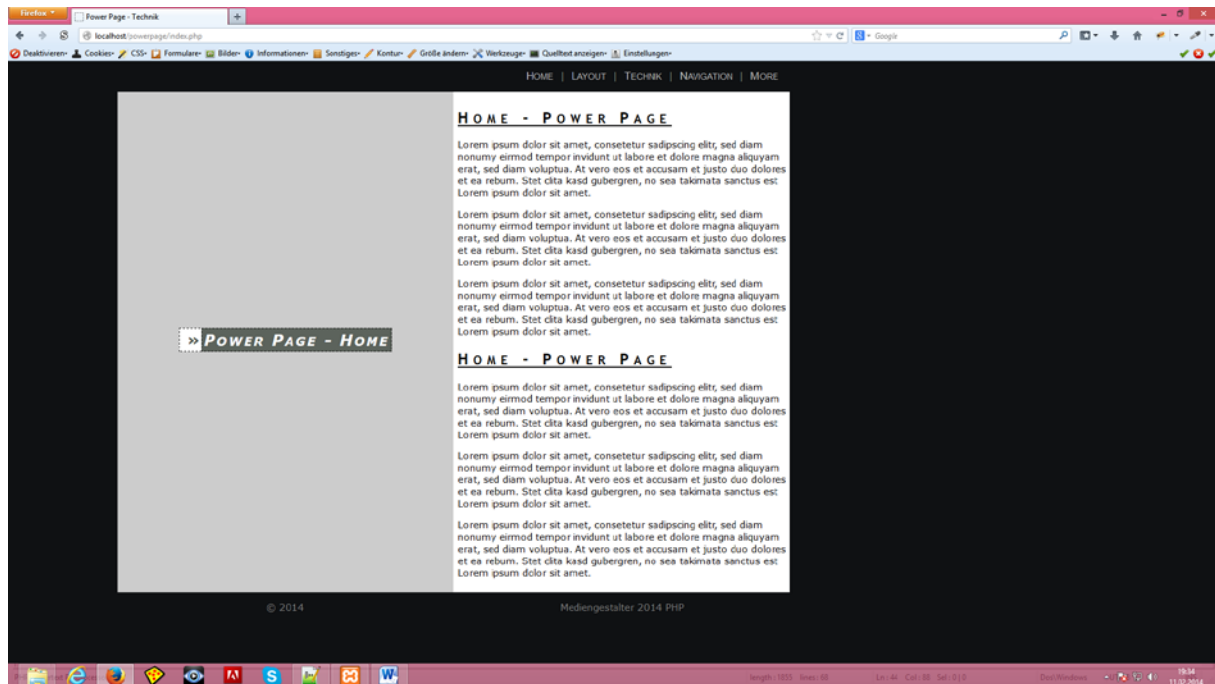 Firefox
Power Page - Technik
localhost/powerpage/index.php
Google
Deaktivieren Cookies CSS Formulare Bilder Informationen Sonstiges Kontur Größe ändern Werkzeuge Quelltext anzeigen Einstellungen
HOME | LAYOUT | TECHNIK | NAVIGATION | MORE
» POWER PAGE - HOME
HOME - POWER PAGE
Lorem ipsum dolor sit amet, consetetur sadipscing elitr, sed diam
nonumy eirmod tempor invidunt ut labore et dolore magna aliquyam
erat, sed diam voluptua. At vero eos et accusam et justo duo dolores
et ea rebum. Stet clita kasd gubergren, no sea takimata sanctus est
Lorem ipsum dolor sit amet.
Lorem ipsum dolor sit amet, consetetur sadipscing elitr, sed diam
nonumy eirmod tempor invidunt ut labore et dolore magna aliquyam
erat, sed diam voluptua. At vero eos et accusam et justo duo dolores
et ea rebum. Stet clita kasd gubergren, no sea takimata sanctus est
Lorem ipsum dolor sit amet.
Lorem ipsum dolor sit amet, consetetur sadipscing elitr, sed diam
nonumy eirmod tempor invidunt ut labore et dolore magna aliquyam
erat, sed diam voluptua. At vero eos et accusam et justo duo dolores
et ea rebum. Stet clita kasd gubergren, no sea takimata sanctus est
Lorem ipsum dolor sit amet.
HOME - POWER PAGE
Lorem ipsum dolor sit amet, consetetur sadipscing elitr, sed diam
nonumy eirmod tempor invidunt ut labore et dolore magna aliquyam
erat, sed diam voluptua. At vero eos et accusam et justo duo dolores
et ea rebum. Stet clita kasd gubergren, no sea takimata sanctus est
Lorem ipsum dolor sit amet.
Lorem ipsum dolor sit amet, consetetur sadipscing elitr, sed diam
nonumy eirmod tempor invidunt ut labore et dolore magna aliquyam
erat, sed diam voluptua. At vero eos et accusam et justo duo dolores
et ea rebum. Stet clita kasd gubergren, no sea takimata sanctus est
Lorem ipsum dolor sit amet.
Lorem ipsum dolor sit amet, consetetur sadipscing elitr, sed diam
nonumy eirmod tempor invidunt ut labore et dolore magna aliquyam
erat, sed diam voluptua. At vero eos et accusam et justo duo dolores
et ea rebum. Stet clita kasd gubergren, no sea takimata sanctus est
Lorem ipsum dolor sit amet.
© 2014 Mediengestalter 2014 PHP
Dos\Windows
19:34
11.02.2014